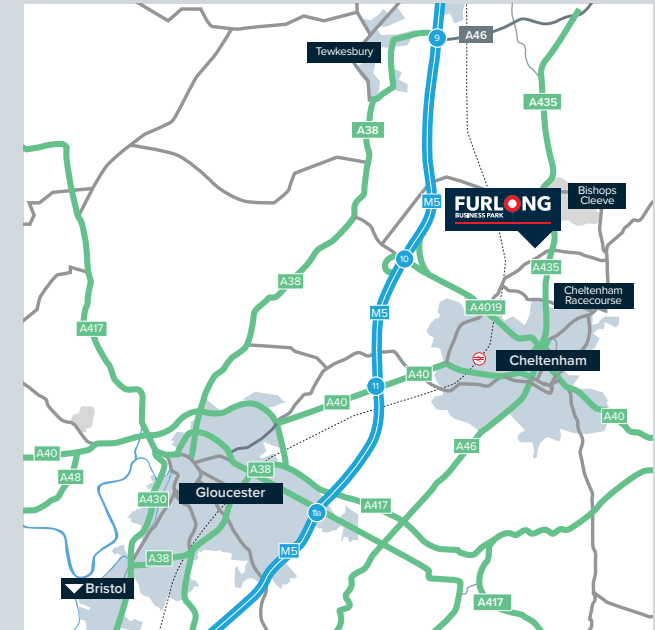 9
A46
Tewkesbury
A435
A38
Bishops
Cleeve
M5
FURLONG
BUSINESS PARK
10
A435
A38
Cheltenham
Racecourse
A4019
M5
A417
Cheltenham
A40
11
A40
A40
A46
A40
A38
A48
Gloucester
A430
A417
11a
M5
A38
Bristol
A417